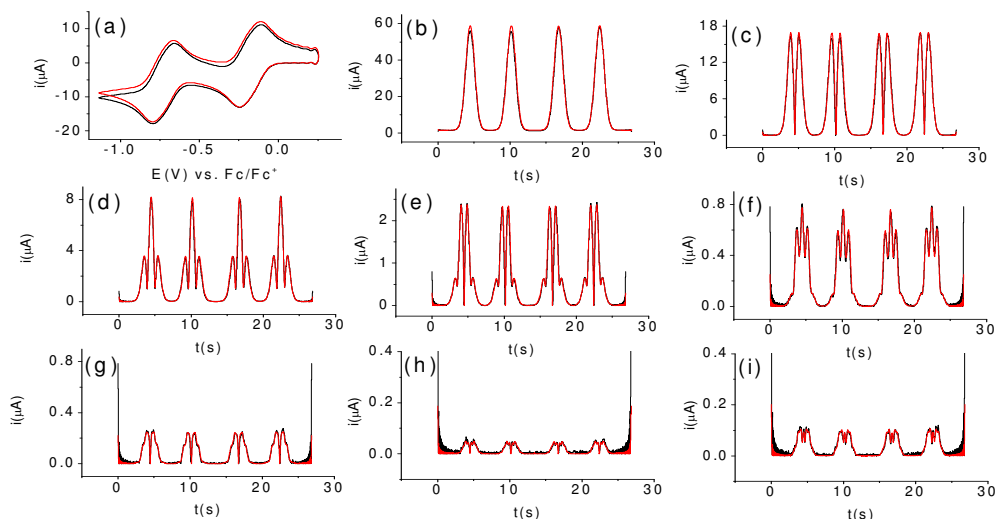 (a)
i(μA)
10
0
-10
-20
-1.0 -0.5 0.0
E(V) vs. Fc/Fc⁺
(b)
i(μA)
60
40
20
0
0 10 20 30
t(s)
(c)
i(μA)
18
12
6
0
0 10 20 30
t(s)
(d)
i(μA)
8
4
0
0 10 20 30
t(s)
(e)
i(μA)
2
1
0
0 10 20 30
t(s)
(f)
i(μA)
0.8
0.4
0.0
0 10 20 30
t(s)
(g)
i(μA)
0.8
0.4
0.0
0 10 20 30
t(s)
(h)
i(μA)
0.4
0.2
0.0
0 10 20 30
t(s)
(i)
i(μA)
0.4
0.2
0.0
0 10 20 30
t(s)